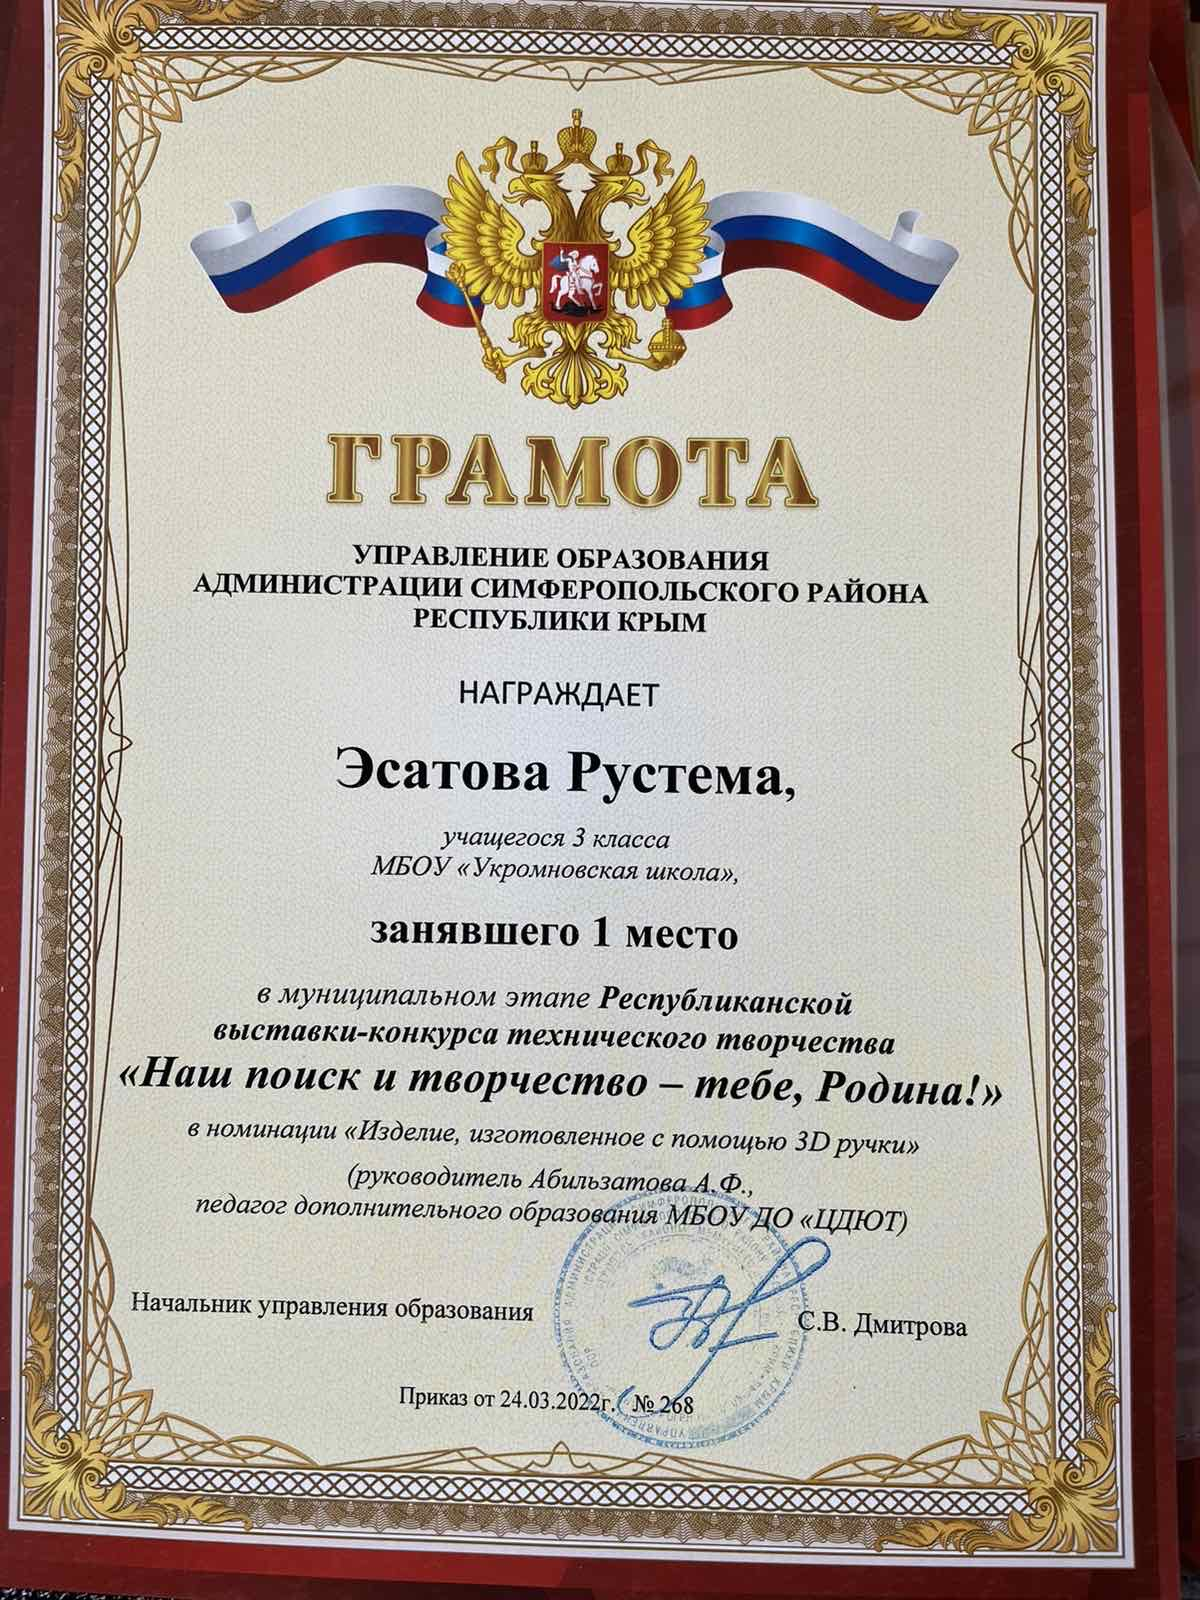 ГРАМОТА
УПРАВЛЕНИЕ ОБРАЗОВАНИЯ
АДМИНИСТРАЦИИ СИМФЕРОПОЛЬСКОГО РАЙОНА
РЕСПУБЛИКИ КРЫМ
НАГРАЖДАЕТ
Эсатова Рустема,
учащегося 3 класса
МБОУ «Укромновская школа»,
занявшего 1 место
в муниципальном этапе Республиканской
выставки-конкурса технического творчества
«Наш поиск и творчество – тебе, Родина!»
в номинации «Изделие, изготовленное с помощью 3D ручки»
(руководитель Абильзатова А.Ф.,
педагог дополнительного образования МБОУ ДО «ЦДЮТ)
Начальник управления образования
С.В. Дмитрова
Приказ от 24.03.2022г. № 268